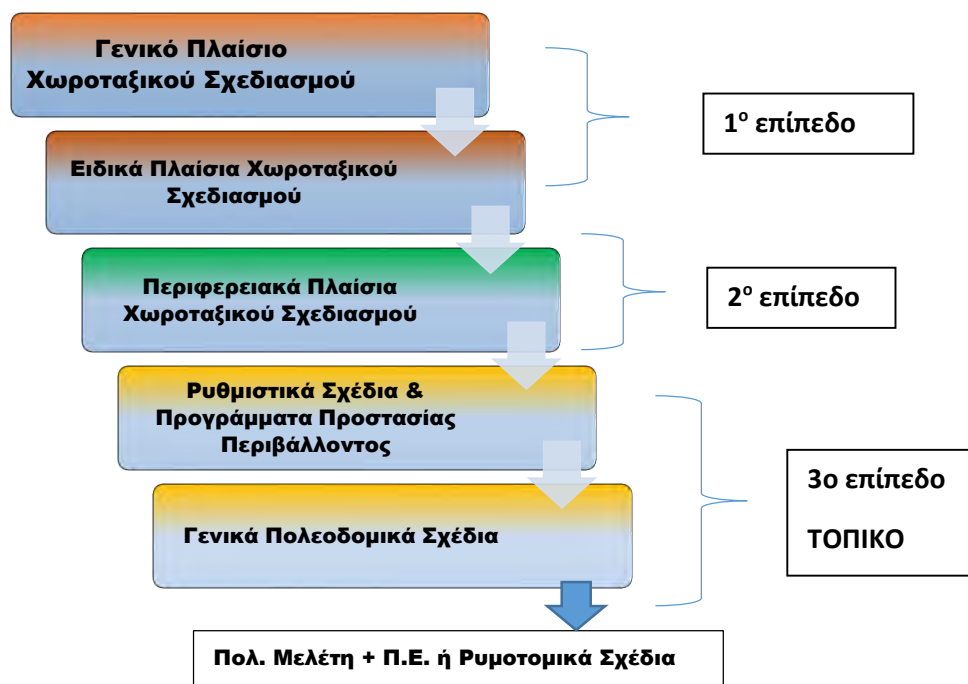 Γενικό Πλαίσιο
Χωροταξικού Σχεδιασμού
1ο επίπεδο
Ειδικά Πλαίσια Χωροταξικού
Σχεδιασμού
Περιφερειακά Πλαίσια
Χωροταξικού Σχεδιασμού
2ο επίπεδο
Ρυθμιστικά Σχέδια &
Προγράμματα Προστασίας
Περιβάλλοντος
3ο επίπεδο
ΤΟΠΙΚΟ
Γενικά Πολεοδομικά Σχέδια
Πολ. Μελέτη + Π.Ε. ή Ρυμοτομικά Σχέδια